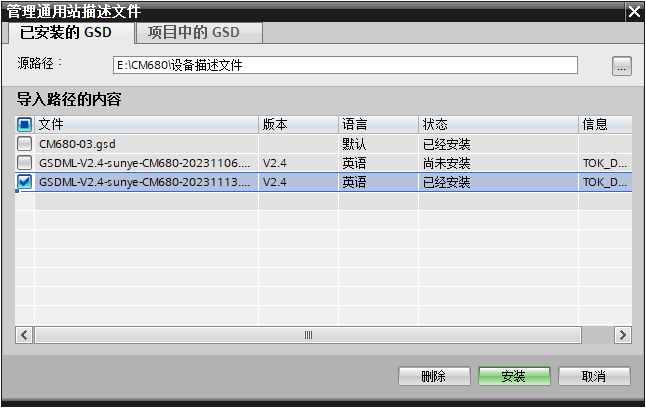 管理通用站描述文件
已安装的 GSD 项目中的 GSD
源路径： E:\CM680\设备描述文件 ...
导入路径的内容
文件 版本 语言 状态 信息
CM680-03.gsd 默认 已经安装
GSDML-V2.4-sunye-CM680-20231106.... V2.4 英语 尚未安装 TOK_D...
GSDML-V2.4-sunye-CM680-20231113.... V2.4 英语 已经安装 TOK_D...
删除 安装 取消